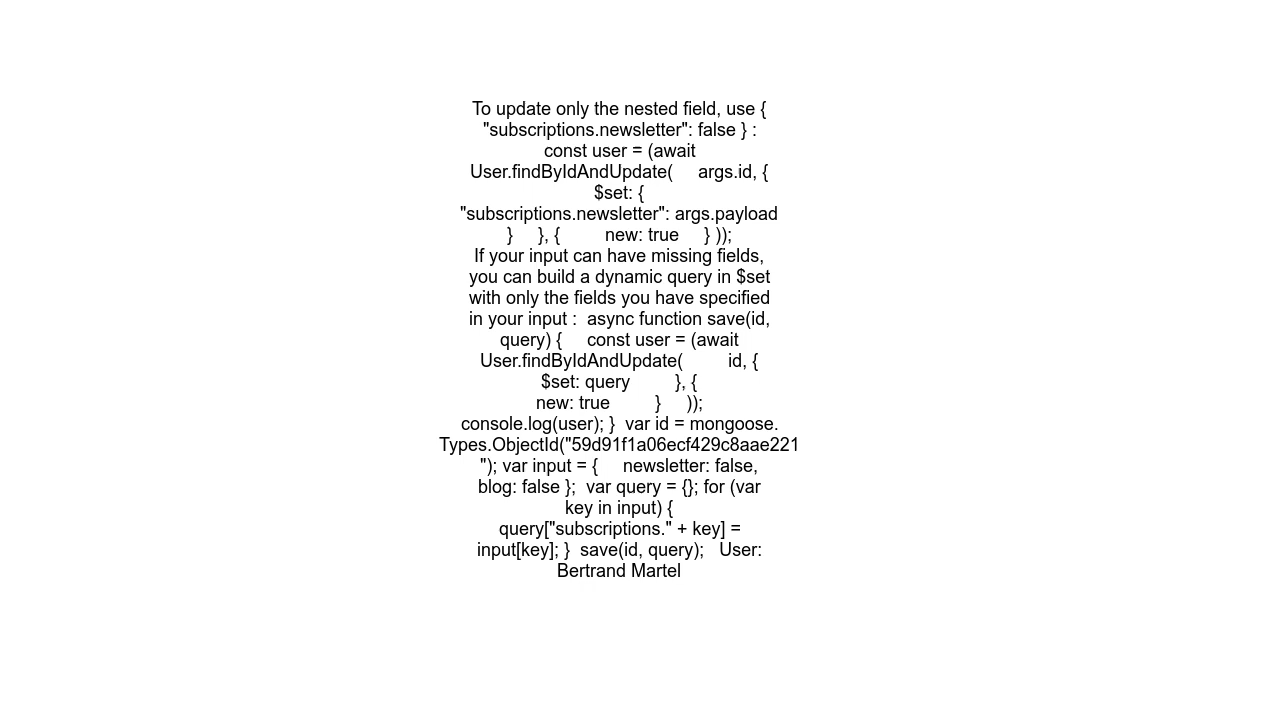 To update only the nested field, use {
"subscriptions.newsletter": false } :
const user = (await
User.findByIdAndUpdate(     args.id, {
$set: {
"subscriptions.newsletter": args.payload
}     }, {         new: true     } ));
If your input can have missing fields,
you can build a dynamic query in $set
with only the fields you have specified
in your input :  async function save(id,
query) {     const user = (await
User.findByIdAndUpdate(         id, {
$set: query         }, {
new: true         }     ));
console.log(user); }  var id = mongoose.
Types.ObjectId("59d91f1a06ecf429c8aae221
"); var input = {     newsletter: false,
blog: false };  var query = {}; for (var
key in input) {
query["subscriptions." + key] =
input[key]; }  save(id, query);   User:
Bertrand Martel